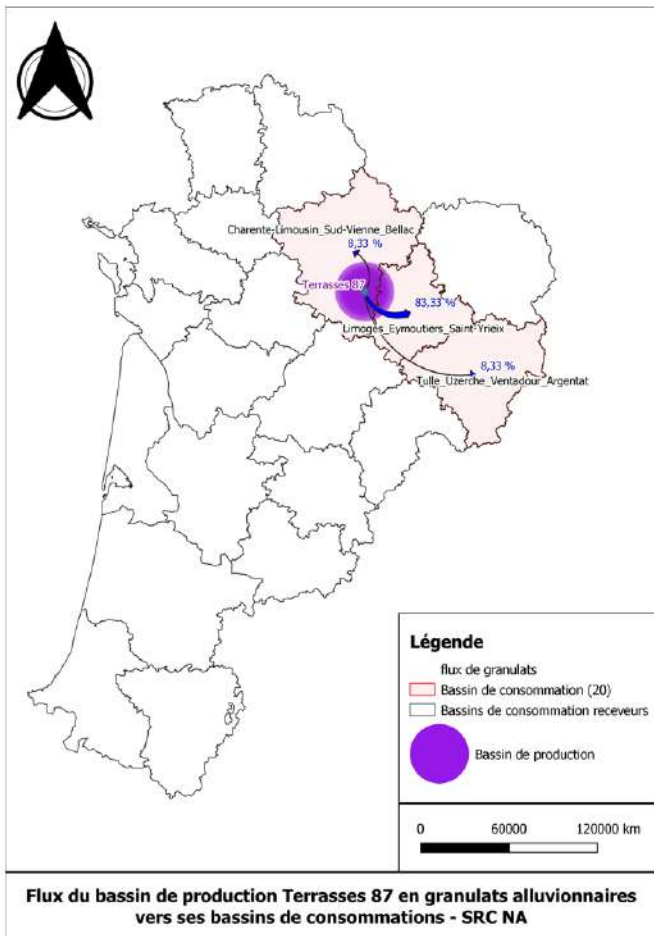 Charente-Limousin_Sud-Vienne_Bellac
8,33 %
Terrasses 87
83,33 %
Limoges_Eymoutiers_Saint-Yrieix
8,33 %
Tulle_Uzerche_Ventadour_Argentat
Légende
flux de granulats
Bassin de consommation (20)
Bassins de consommation receveurs
Bassin de production
0 60000 120000 km
Flux du bassin de production Terrasses 87 en granulats alluvionnaires
vers ses bassins de consommations - SRC NA